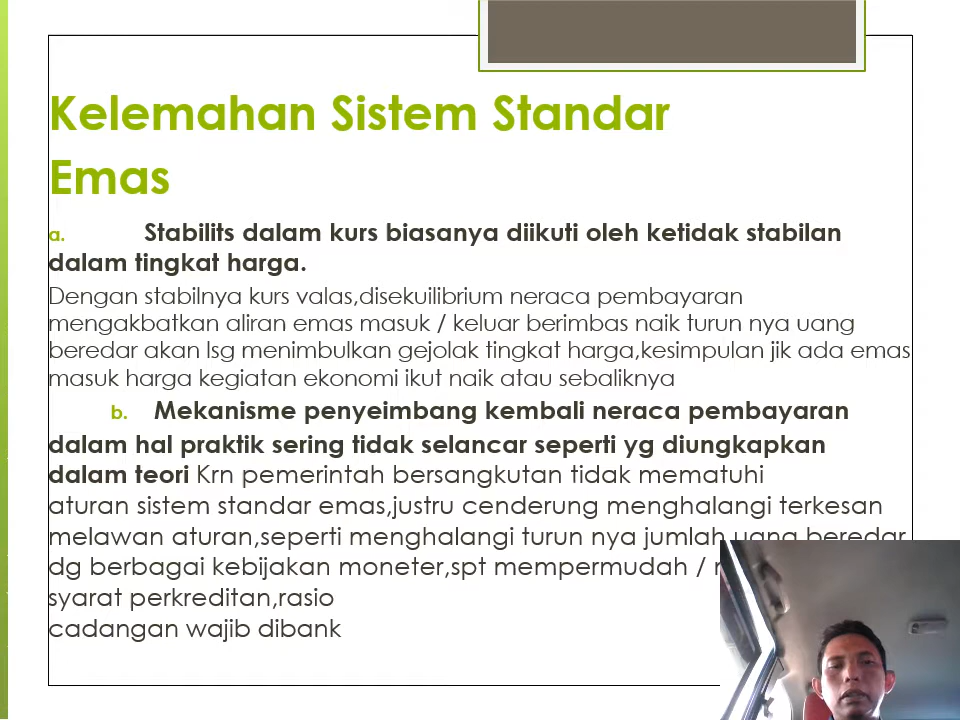 Kelemahan Sistem Standar
Emas
a. Stabilits dalam kurs biasanya diikuti oleh ketidak stabilan
dalam tingkat harga.
Dengan stabilnya kurs valas,disekuilibrium neraca pembayaran
mengakbatkan aliran emas masuk / keluar berimbas naik turun nya uang
beredar akan lsg menimbulkan gejolak tingkat harga,kesimpulan jik ada emas
masuk harga kegiatan ekonomi ikut naik atau sebaliknya
b. Mekanisme penyeimbang kembali neraca pembayaran
dalam hal praktik sering tidak selancar seperti yg diungkapkan
dalam teori Krn pemerintah bersangkutan tidak mematuhi
aturan sistem standar emas,justru cenderung menghalangi terkesan
melawan aturan,seperti menghalangi turun nya jumlah uang beredar
dg berbagai kebijakan moneter,spt mempermudah /
syarat perkreditan,rasio
cadangan wajib dibank